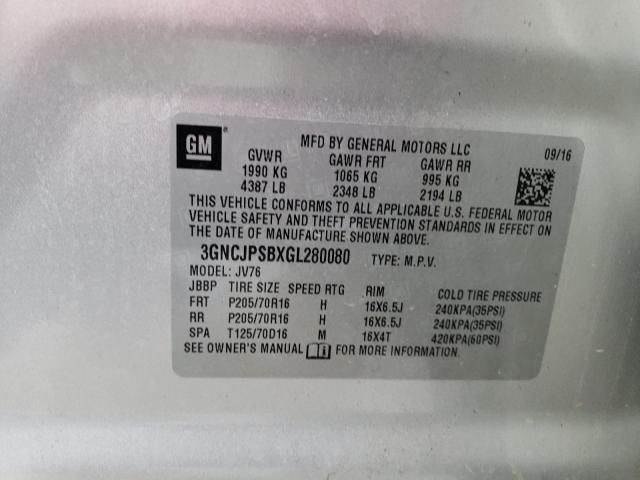 GM ®
MFD BY GENERAL MOTORS LLC 09/16
GVWR GAWR FRT GAWR RR
1990 KG 1065 KG 995 KG
4387 LB 2348 LB 2194 LB
THIS VEHICLE CONFORMS TO ALL APPLICABLE U.S. FEDERAL MOTOR
VEHICLE SAFETY AND THEFT PREVENTION STANDARDS IN EFFECT ON
THE DATE OF MANUFACTURE SHOWN ABOVE.
3GNCJPSBXGL280080 TYPE: M.P.V.
MODEL: JV76
JBBP TIRE SIZE SPEED RTG RIM COLD TIRE PRESSURE
FRT P205/70R16 H 16X6.5J 240KPA(35PSI)
RR P205/70R16 H 16X6.5J 240KPA(35PSI)
SPA T125/70D16 M 16X4T 420KPA(60PSI)
SEE OWNER'S MANUAL FOR MORE INFORMATION.